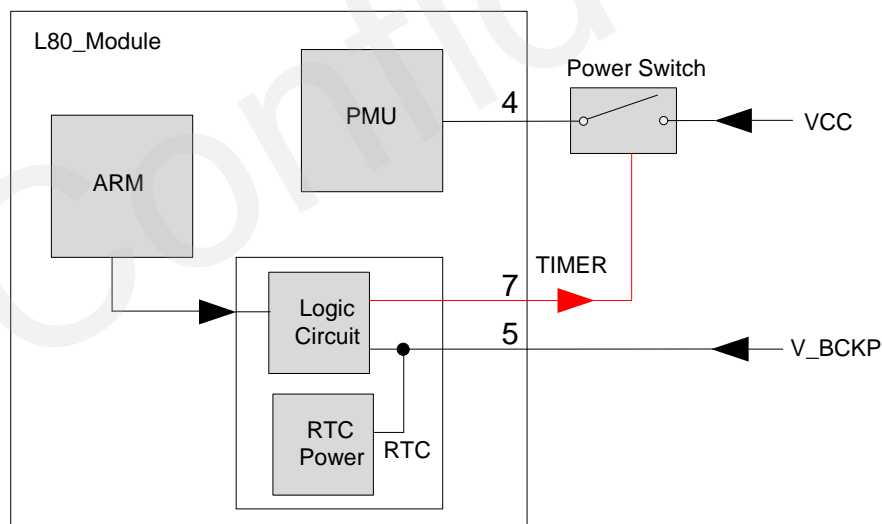 L80_Module
Power Switch
PMU
4
VCC
ARM
TIMER
7
Logic
Circuit
5
V_BCKP
RTC
Power
RTC